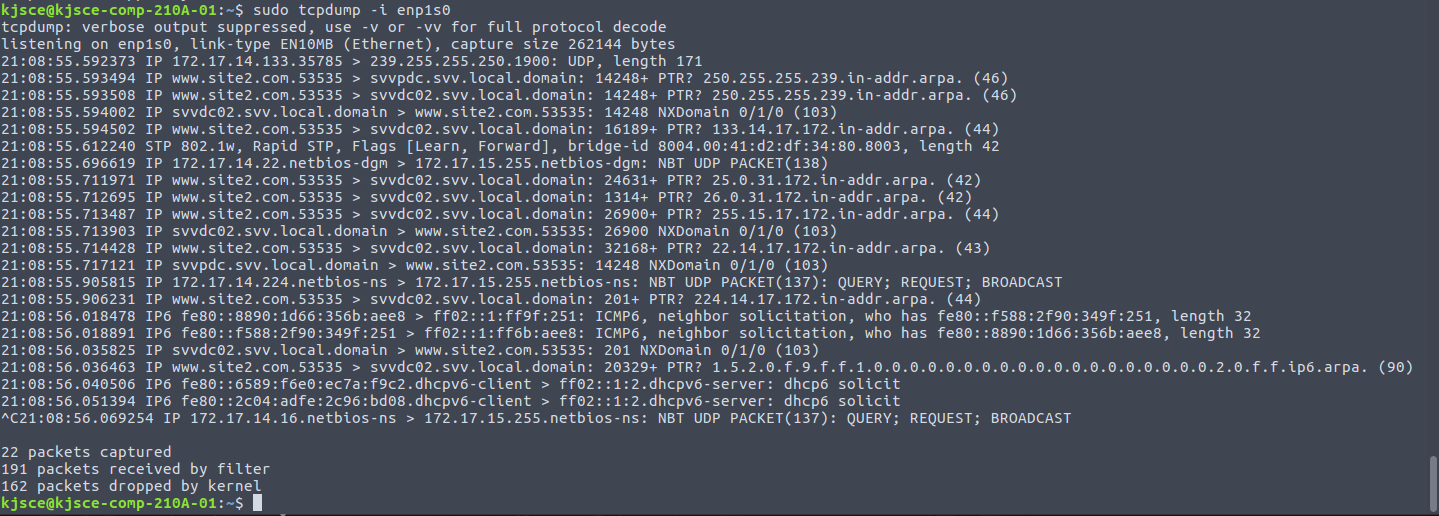 kjsce@kjsce-comp-210A-01:~$ sudo tcpdump -i enp1s0
tcpdump: verbose output suppressed, use -v or -vv for full protocol decode
listening on enp1s0, link-type EN10MB (Ethernet), capture size 262144 bytes
21:08:55.592373 IP 172.17.14.133.35785 > 239.255.255.250.1900: UDP, length 171
21:08:55.593494 IP www.site2.com.53535 > svvpdc.svv.local.domain: 14248+ PTR? 250.255.255.239.in-addr.arpa. (46)
21:08:55.593508 IP www.site2.com.53535 > svvdc02.svv.local.domain: 14248+ PTR? 250.255.255.239.in-addr.arpa. (46)
21:08:55.594002 IP svvdc02.svv.local.domain > www.site2.com.53535: 14248 NXDomain 0/1/0 (103)
21:08:55.594502 IP www.site2.com.53535 > svvdc02.svv.local.domain: 16189+ PTR? 133.14.17.172.in-addr.arpa. (44)
21:08:55.612240 STP 802.1w, Rapid STP, Flags [Learn, Forward], bridge-id 8004.00:41:d2:df:34:80.8003, length 42
21:08:55.696619 IP 172.17.14.22.netbios-dgm > 172.17.15.255.netbios-dgm: NBT UDP PACKET(138)
21:08:55.711971 IP www.site2.com.53535 > svvdc02.svv.local.domain: 24631+ PTR? 25.0.31.172.in-addr.arpa. (42)
21:08:55.712695 IP www.site2.com.53535 > svvdc02.svv.local.domain: 1314+ PTR? 26.0.31.172.in-addr.arpa. (42)
21:08:55.713487 IP www.site2.com.53535 > svvdc02.svv.local.domain: 26900+ PTR? 255.15.17.172.in-addr.arpa. (44)
21:08:55.713903 IP svvdc02.svv.local.domain > www.site2.com.53535: 26900 NXDomain 0/1/0 (103)
21:08:55.714428 IP www.site2.com.53535 > svvdc02.svv.local.domain: 32168+ PTR? 22.14.17.172.in-addr.arpa. (43)
21:08:55.717121 IP svvpdc.svv.local.domain > www.site2.com.53535: 14248 NXDomain 0/1/0 (103)
21:08:55.905815 IP 172.17.14.224.netbios-ns > 172.17.15.255.netbios-ns: NBT UDP PACKET(137): QUERY; REQUEST; BROADCAST
21:08:55.906231 IP www.site2.com.53535 > svvdc02.svv.local.domain: 201+ PTR? 224.14.17.172.in-addr.arpa. (44)
21:08:56.018478 IP6 fe80::8890:1d66:356b:aee8 > ff02::1:ff9f:251: ICMP6, neighbor solicitation, who has fe80::f588:2f90:349f:251, length 32
21:08:56.018891 IP6 fe80::f588:2f90:349f:251 > ff02::1:ff6b:aee8: ICMP6, neighbor solicitation, who has fe80::8890:1d66:356b:aee8, length 32
21:08:56.035825 IP svvdc02.svv.local.domain > www.site2.com.53535: 201 NXDomain 0/1/0 (103)
21:08:56.036463 IP www.site2.com.53535 > svvdc02.svv.local.domain: 20329+ PTR? 1.5.2.0.f.9.f.f.1.0.0.0.0.0.0.0.0.0.0.0.0.0.0.0.0.0.0.0.2.0.f.f.ip6.arpa. (90)
21:08:56.040506 IP6 fe80::6589:f6e0:ec7a:f9c2.dhcpv6-client > ff02::1:2.dhcpv6-server: dhcp6 solicit
21:08:56.051394 IP6 fe80::2c04:adfe:2c96:bd08.dhcpv6-client > ff02::1:2.dhcpv6-server: dhcp6 solicit
^C21:08:56.069254 IP 172.17.14.16.netbios-ns > 172.17.15.255.netbios-ns: NBT UDP PACKET(137): QUERY; REQUEST; BROADCAST
22 packets captured
191 packets received by filter
162 packets dropped by kernel
kjsce@kjsce-comp-210A-01:~$